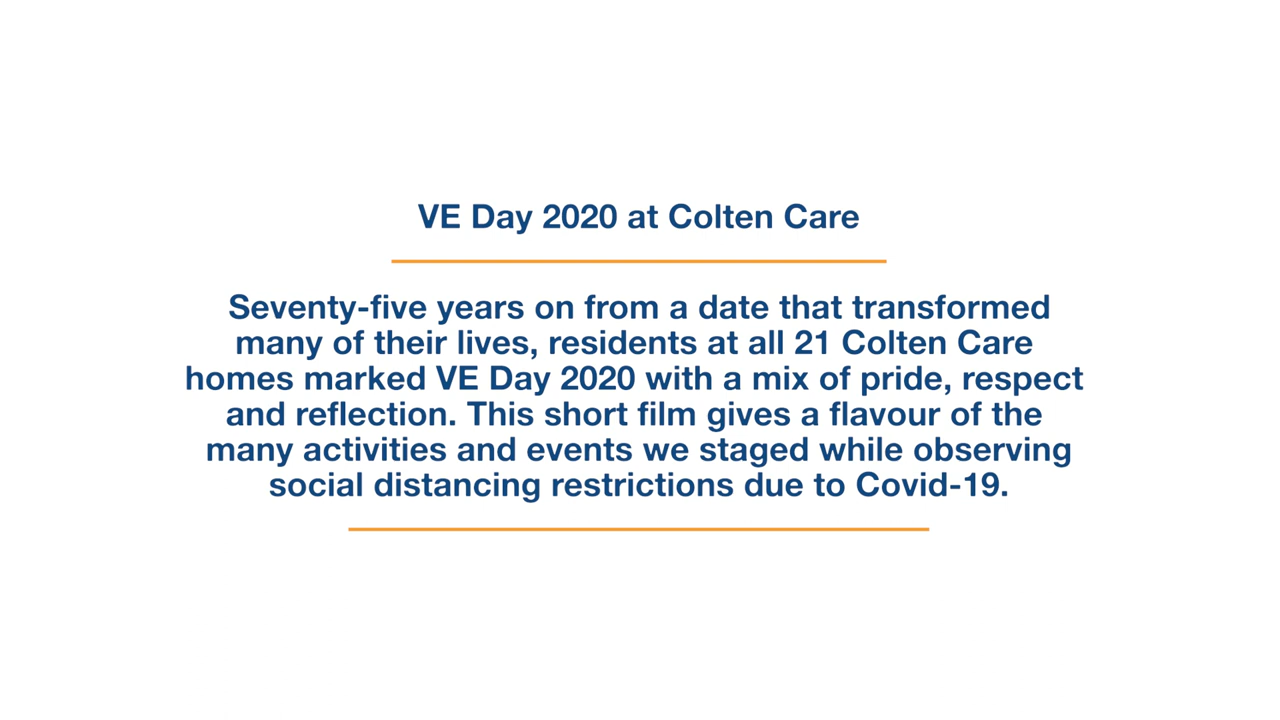 VE Day 2020 at Colten Care
Seventy-five years on from a date that transformed
many of their lives, residents at all 21 Colten Care
homes marked VE Day 2020 with a mix of pride, respect
and reflection. This short film gives a flavour of the
many activities and events we staged while observing
social distancing restrictions due to Covid-19.